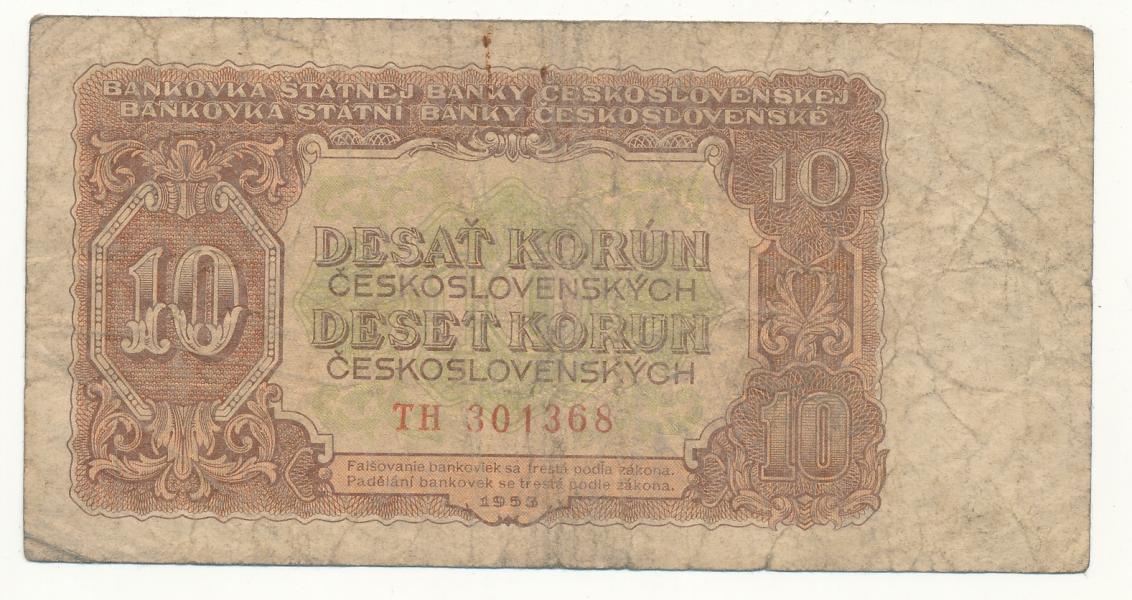 BANKOVKA ŠTÁTNEJ BANKY ČESKOSLOVENSKEJ
BANKOVKA STÁTNÍ BANKY ČESKOSLOVENSKÉ
10
10
DESAŤ KORÚN
ČESKOSLOVENSKÝCH
DESET KORUN
ČESKOSLOVENSKÝCH
10
TH 301368
Falšovanie bankoviek sa trestá podľa zákona.
Padělání bankovek se trestá podle zákona.
1953